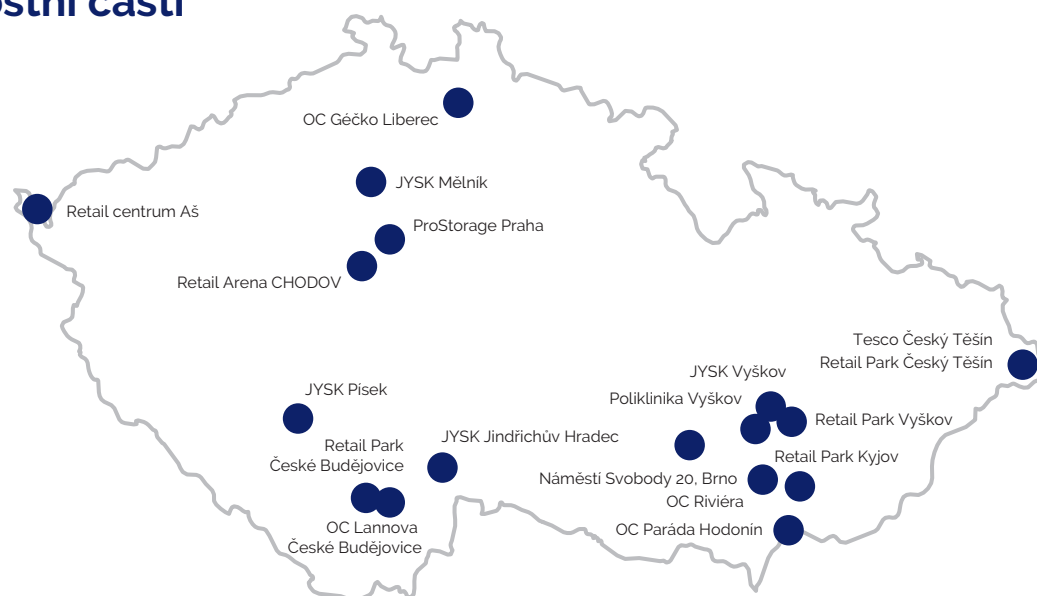 ostní části
OC Géčko Liberec
JYSK Mělník
Retail centrum Aš
ProStorage Praha
Retail Arena CHODOV
Tesco Český Těšín
Retail Park Český Těšín
JYSK Vyškov
JYSK Písek
Poliklinika Vyškov
Retail Park Vyškov
JYSK Jindřichův Hradec
Retail Park
České Budějovice
Retail Park Kyjov
Náměstí Svobody 20, Brno
OC Riviéra
OC Lannova
České Budějovice
OC Paráda Hodonín